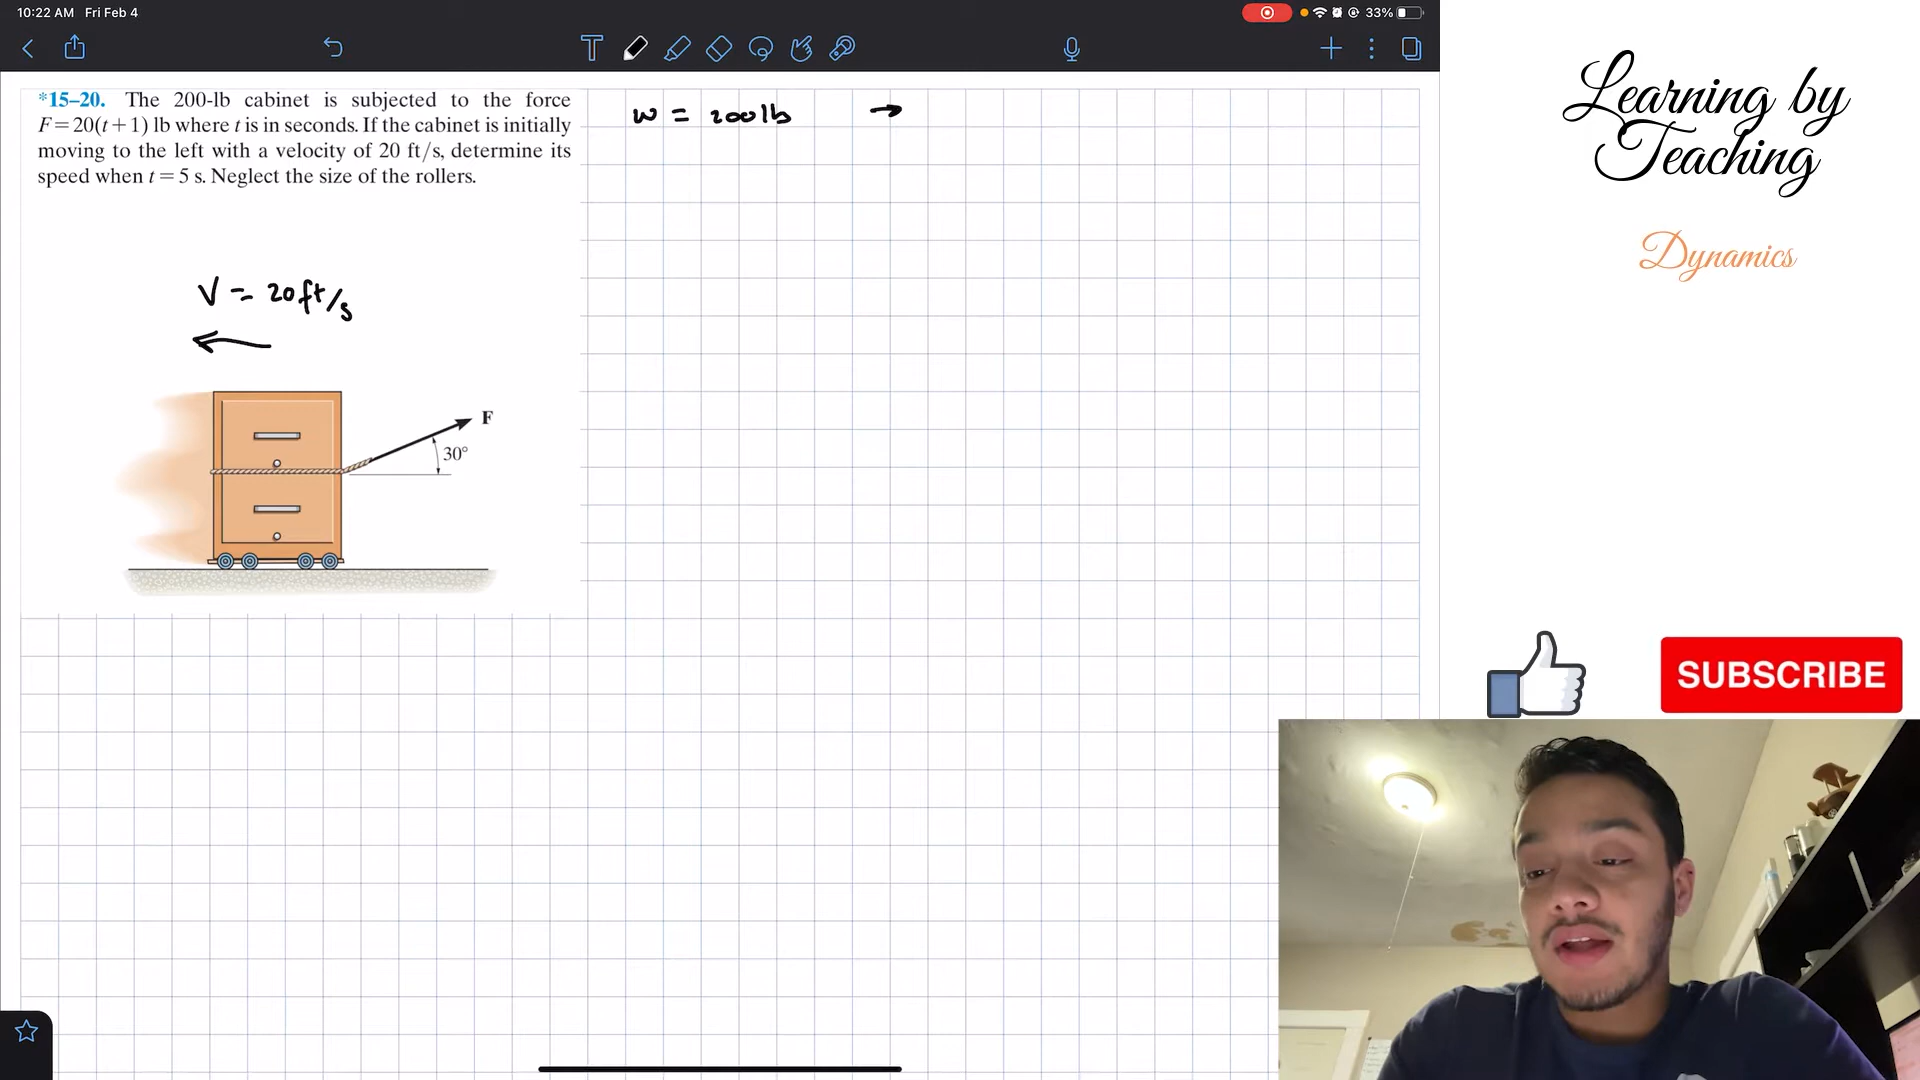 10:22 AM Fri Feb 4
33%
*15–20. The 200-lb cabinet is subjected to the force
F=20(t+1) lb where t is in seconds. If the cabinet is initially
moving to the left with a velocity of 20 ft/s, determine its
speed when t=5 s. Neglect the size of the rollers.
w = 200lb →
V = 20ft/s
F
30°
Learning by
Teaching
Dynamics
SUBSCRIBE